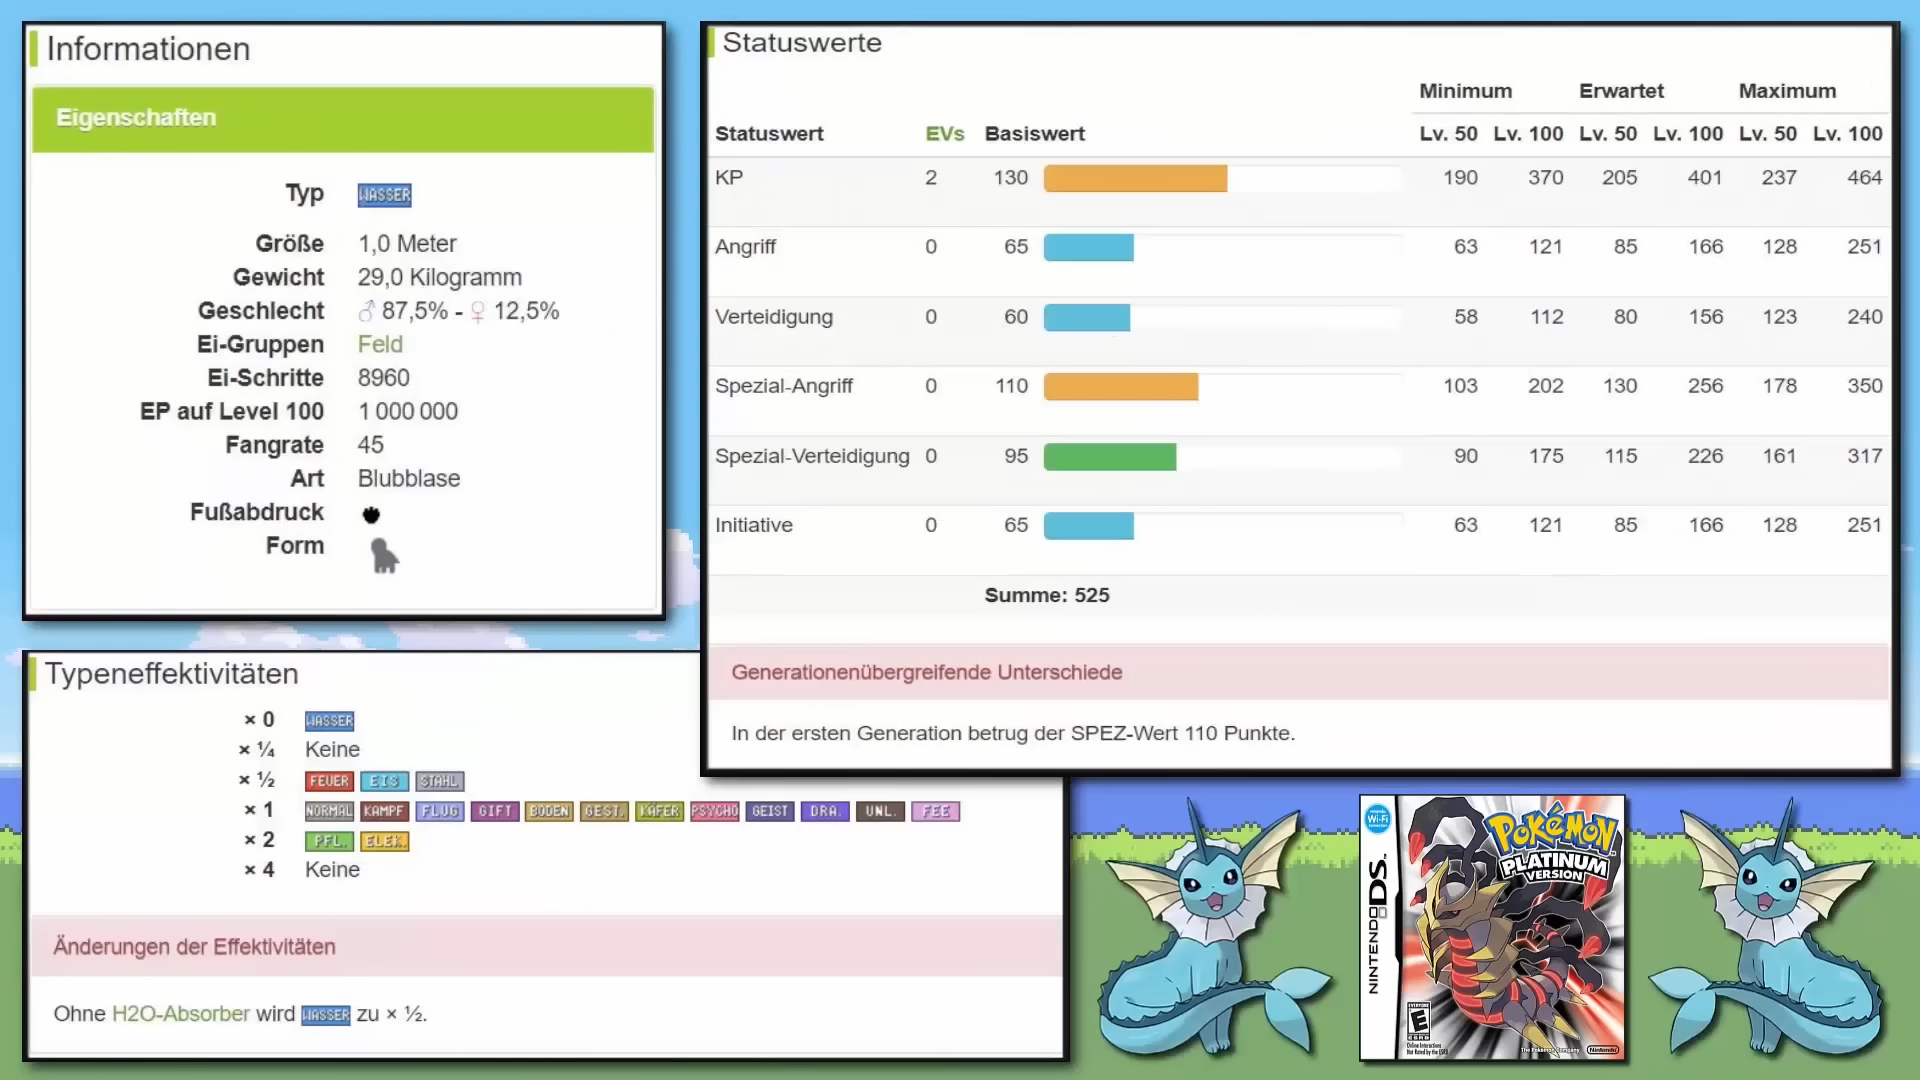 Informationen
Eigenschaften
Typ WASSER
Größe 1,0 Meter
Gewicht 29,0 Kilogramm
Geschlecht ♂ 87,5% - ♀ 12,5%
Ei-Gruppen Feld
Ei-Schritte 8960
EP auf Level 100 1 000 000
Fangrate 45
Art Blubblase
Fußabdruck
Form
Statuswerte
Minimum Erwartet Maximum
Statuswert EVs Basiswert Lv. 50 Lv. 100 Lv. 50 Lv. 100 Lv. 50 Lv. 100
KP 2 130 190 370 205 401 237 464
Angriff 0 65 63 121 85 166 128 251
Verteidigung 0 60 58 112 80 156 123 240
Spezial-Angriff 0 110 103 202 130 256 178 350
Spezial-Verteidigung 0 95 90 175 115 226 161 317
Initiative 0 65 63 121 85 166 128 251
Summe: 525
Generationenübergreifende Unterschiede
In der ersten Generation betrug der SPEZ-Wert 110 Punkte.
Typeneffektivitäten
× 0 WASSER
× ¼ Keine
× ½ FEUER EIS STAHL
× 1 NORMAL KAMPF FLUG GIFT BODEN GEST. KÄFER PSYCHO GEIST DRA. UNL. FEE
× 2 PFL. ELEK.
× 4 Keine
Änderungen der Effektivitäten
Ohne H2O-Absorber wird WASSER zu × ½.
Wi-Fi
NINTENDO DS
POKéMON
PLATINUM
VERSION
EVERYONE
E
The Pokémon Company
Nintendo